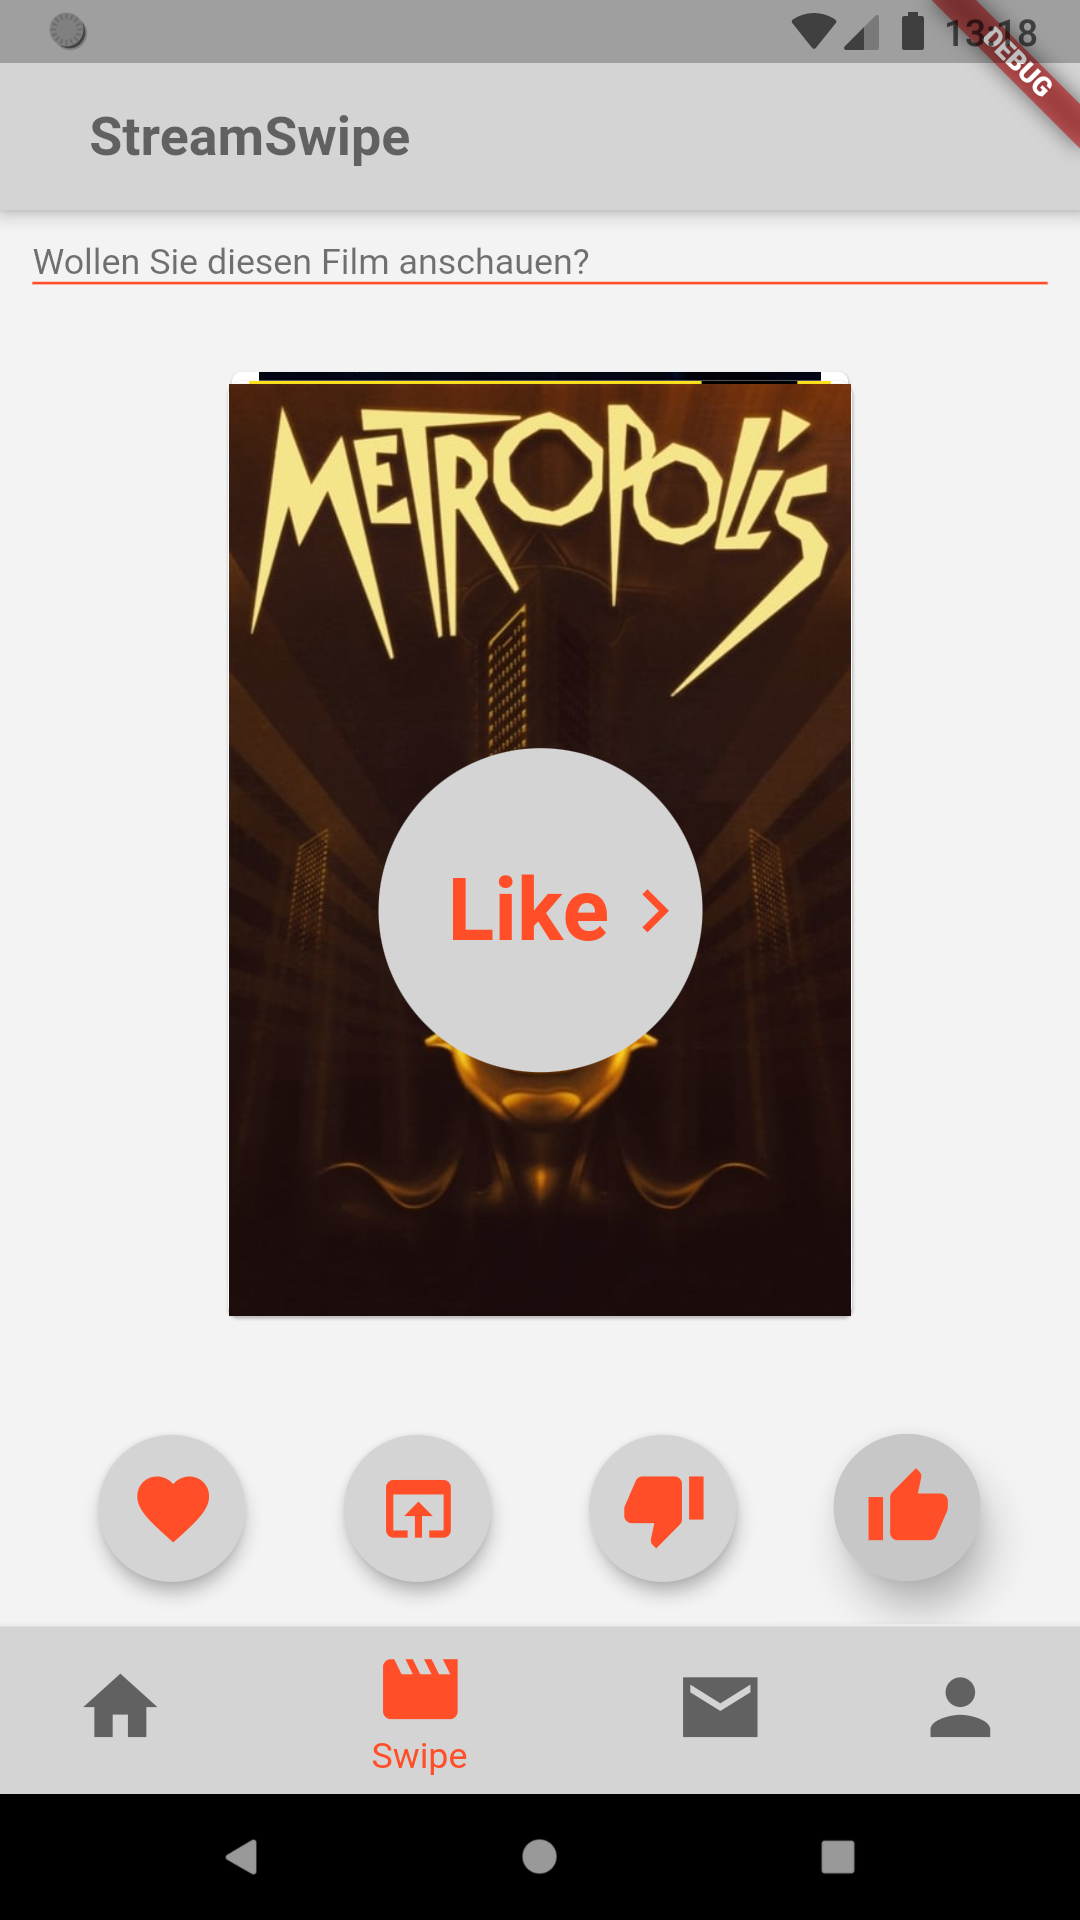 13:18
DEBUG
StreamSwipe
Wollen Sie diesen Film anschauen?
METROPOLIS
Like
Swipe